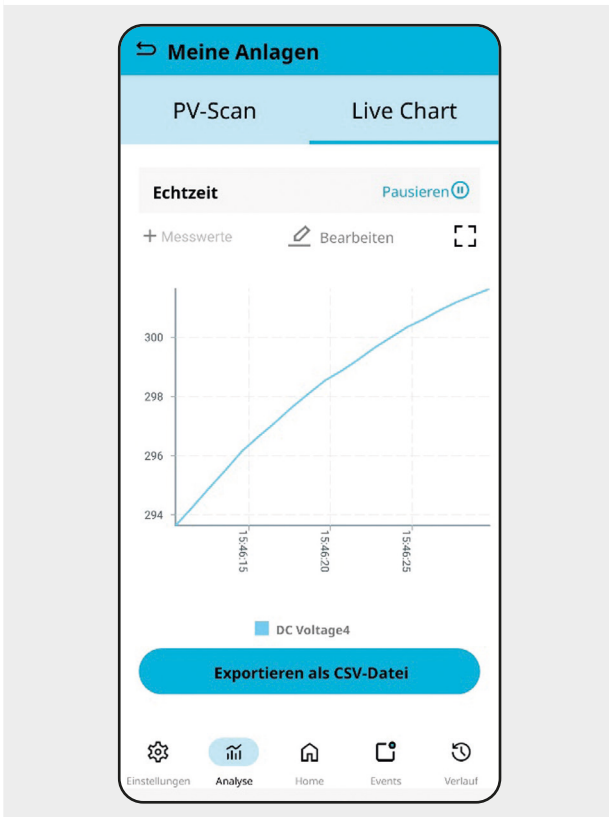 Meine Anlagen
PV-Scan Live Chart
Echtzeit Pausieren
+ Messwerte Bearbeiten
300
298
296
294
15:46:15 15:46:20 15:46:25
DC Voltage4
Exportieren als CSV-Datei
Einstellungen Analyse Home Events Verlauf